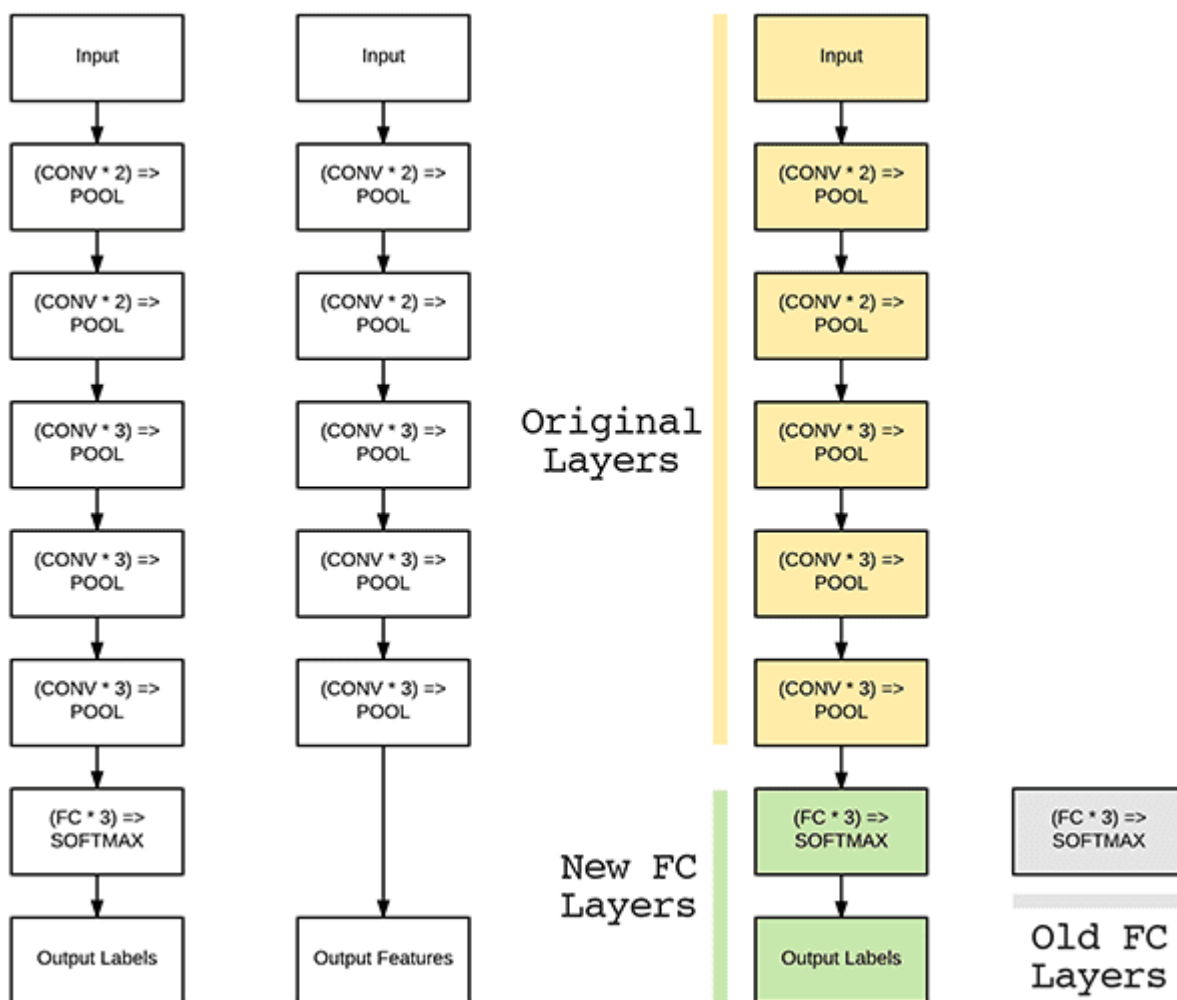 Input
(CONV * 2) =>
POOL
(CONV * 2) =>
POOL
(CONV * 3) =>
POOL
(CONV * 3) =>
POOL
(CONV * 3) =>
POOL
(FC * 3) =>
SOFTMAX
Output Labels
Input
(CONV * 2) =>
POOL
(CONV * 2) =>
POOL
(CONV * 3) =>
POOL
(CONV * 3) =>
POOL
(CONV * 3) =>
POOL
Output Features
Original
Layers
New FC
Layers
Input
(CONV * 2) =>
POOL
(CONV * 2) =>
POOL
(CONV * 3) =>
POOL
(CONV * 3) =>
POOL
(CONV * 3) =>
POOL
(FC * 3) =>
SOFTMAX
Output Labels
(FC * 3) =>
SOFTMAX
Old FC
Layers